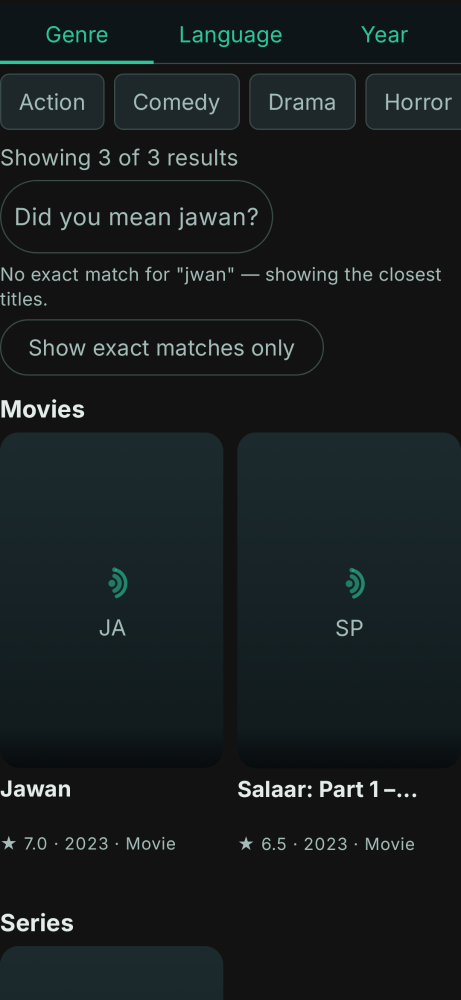 Genre Language Year
Action Comedy Drama Horror
Showing 3 of 3 results
Did you mean jawan?
No exact match for "jwan" — showing the closest
titles.
Show exact matches only
Movies
JA SP
Jawan Salaar: Part 1 –...
★ 7.0 · 2023 · Movie ★ 6.5 · 2023 · Movie
Series